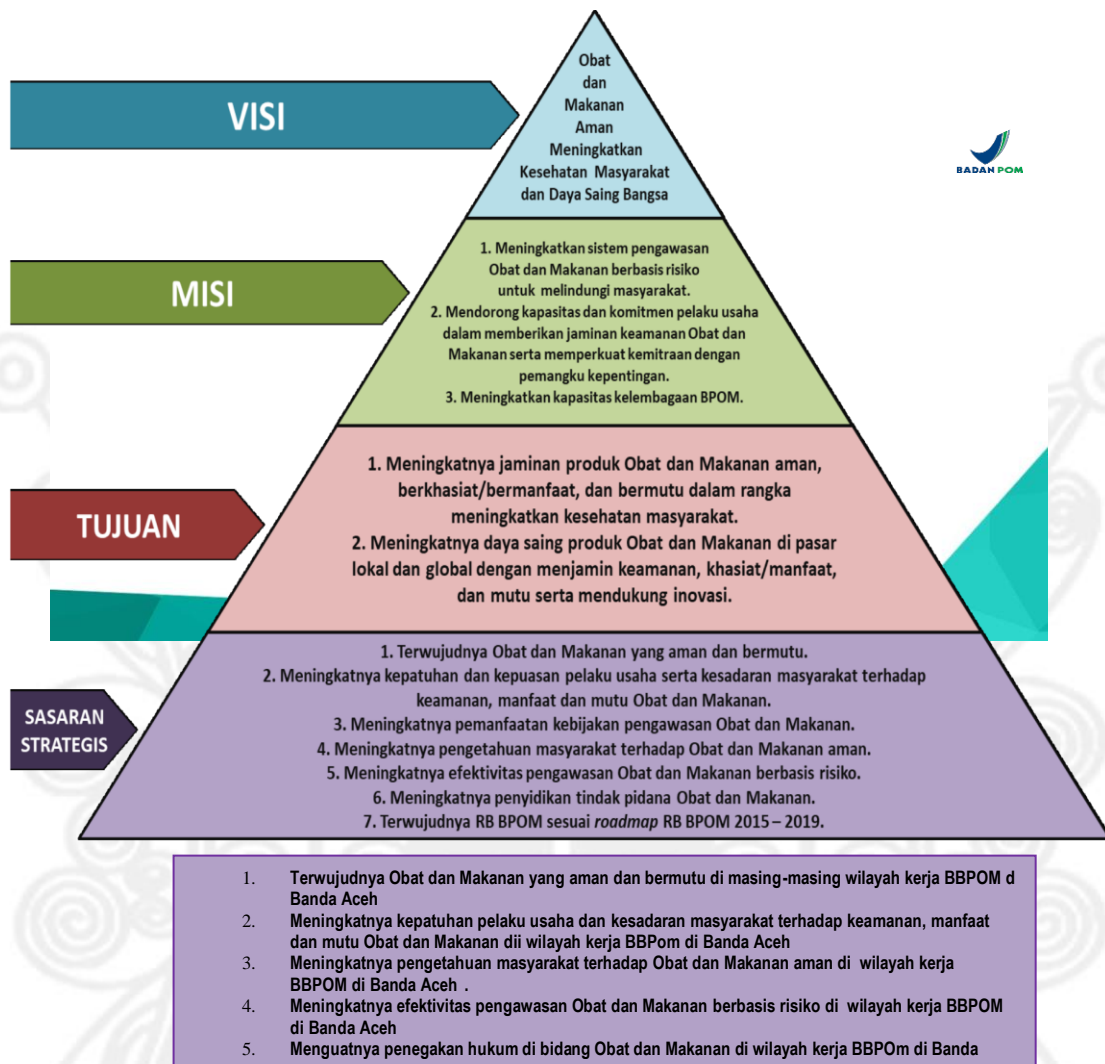 VISI
Obat
dan
Makanan
Aman
Meningkatkan
Kesehatan Masyarakat
dan Daya Saing Bangsa
BADAN POM
MISI
1. Meningkatkan sistem pengawasan
Obat dan Makanan berbasis risiko
untuk melindungi masyarakat.
2. Mendorong kapasitas dan komitmen pelaku usaha
dalam memberikan jaminan keamanan Obat dan
Makanan serta memperkuat kemitraan dengan
pemangku kepentingan.
3. Meningkatkan kapasitas kelembagaan BPOM.
TUJUAN
1. Meningkatnya jaminan produk Obat dan Makanan aman,
berkhasiat/bermanfaat, dan bermutu dalam rangka
meningkatkan kesehatan masyarakat.
2. Meningkatnya daya saing produk Obat dan Makanan di pasar
lokal dan global dengan menjamin keamanan, khasiat/manfaat,
dan mutu serta mendukung inovasi.
SASARAN
STRATEGIS
1. Terwujudnya Obat dan Makanan yang aman dan bermutu.
2. Meningkatnya kepatuhan dan kepuasan pelaku usaha serta kesadaran masyarakat terhadap
keamanan, manfaat dan mutu Obat dan Makanan.
3. Meningkatnya pemanfaatan kebijakan pengawasan Obat dan Makanan.
4. Meningkatnya pengetahuan masyarakat terhadap Obat dan Makanan aman.
5. Meningkatnya efektivitas pengawasan Obat dan Makanan berbasis risiko.
6. Meningkatnya penyidikan tindak pidana Obat dan Makanan.
7. Terwujudnya RB BPOM sesuai roadmap RB BPOM 2015 – 2019.
1. Terwujudnya Obat dan Makanan yang aman dan bermutu di masing-masing wilayah kerja BBPOM d
Banda Aceh
2. Meningkatnya kepatuhan pelaku usaha dan kesadaran masyarakat terhadap keamanan, manfaat
dan mutu Obat dan Makanan dii wilayah kerja BBPom di Banda Aceh
3. Meningkatnya pengetahuan masyarakat terhadap Obat dan Makanan aman di wilayah kerja
BBPOM di Banda Aceh .
4. Meningkatnya efektivitas pengawasan Obat dan Makanan berbasis risiko di wilayah kerja BBPOM
di Banda Aceh
5. Menguatnya penegakan hukum di bidang Obat dan Makanan di wilayah kerja BBPOm di Banda